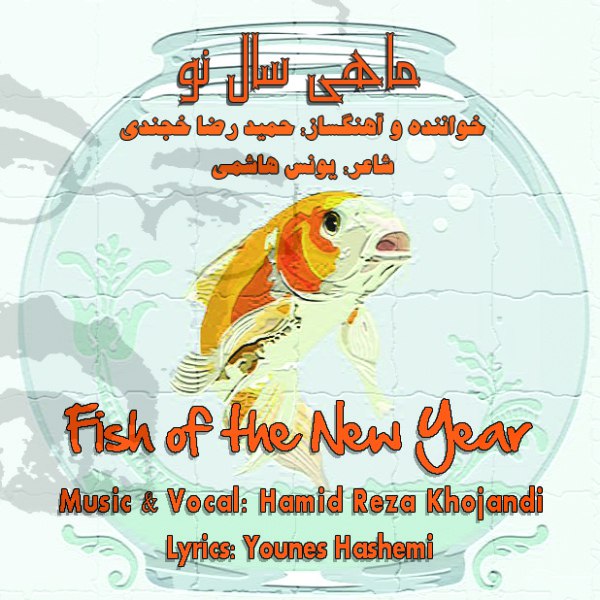 ماهی سال نو
خواننده و آهنگساز: حمید رضا خجندی
شاعر: یونس هاشمی
Fish of the New Year
Music & Vocal: Hamid Reza Khojandi
Lyrics: Younes Hashemi